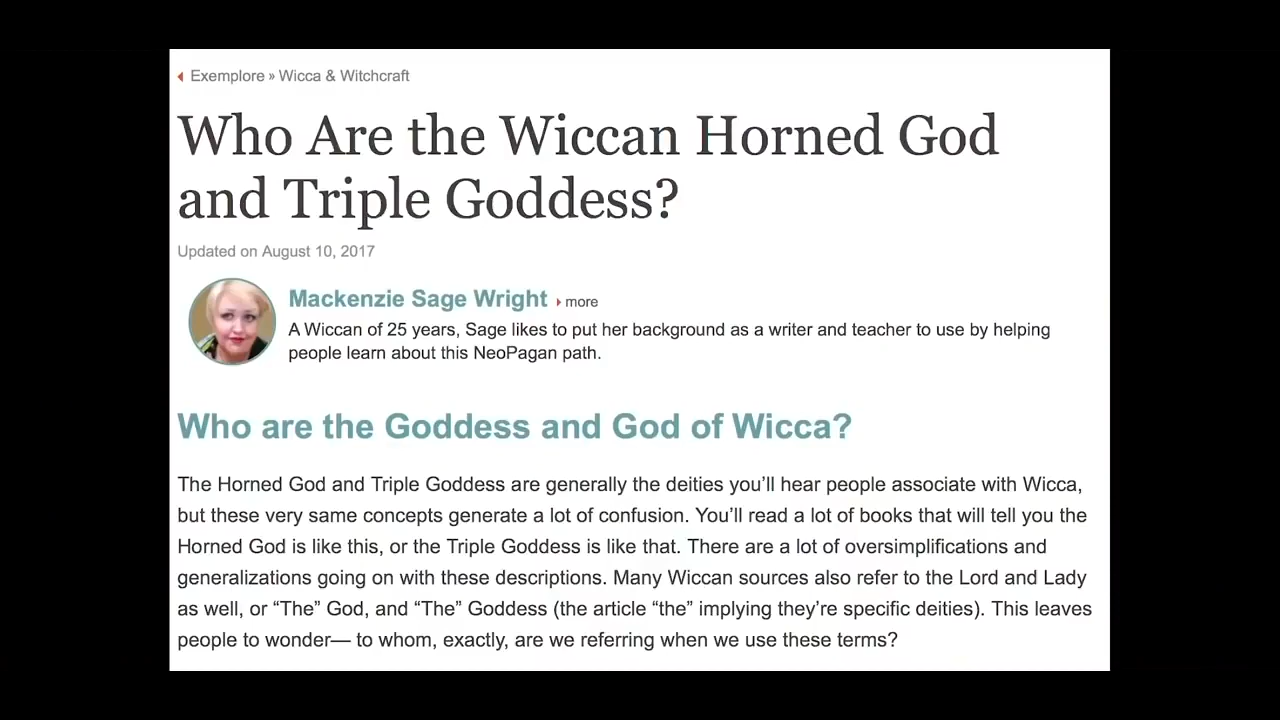 Exemplore » Wicca & Witchcraft
Who Are the Wiccan Horned God
and Triple Goddess?
Updated on August 10, 2017
Mackenzie Sage Wright more
A Wiccan of 25 years, Sage likes to put her background as a writer and teacher to use by helping
people learn about this NeoPagan path.
Who are the Goddess and God of Wicca?
The Horned God and Triple Goddess are generally the deities you’ll hear people associate with Wicca,
but these very same concepts generate a lot of confusion. You’ll read a lot of books that will tell you the
Horned God is like this, or the Triple Goddess is like that. There are a lot of oversimplifications and
generalizations going on with these descriptions. Many Wiccan sources also refer to the Lord and Lady
as well, or “The” God, and “The” Goddess (the article “the” implying they’re specific deities). This leaves
people to wonder— to whom, exactly, are we referring when we use these terms?